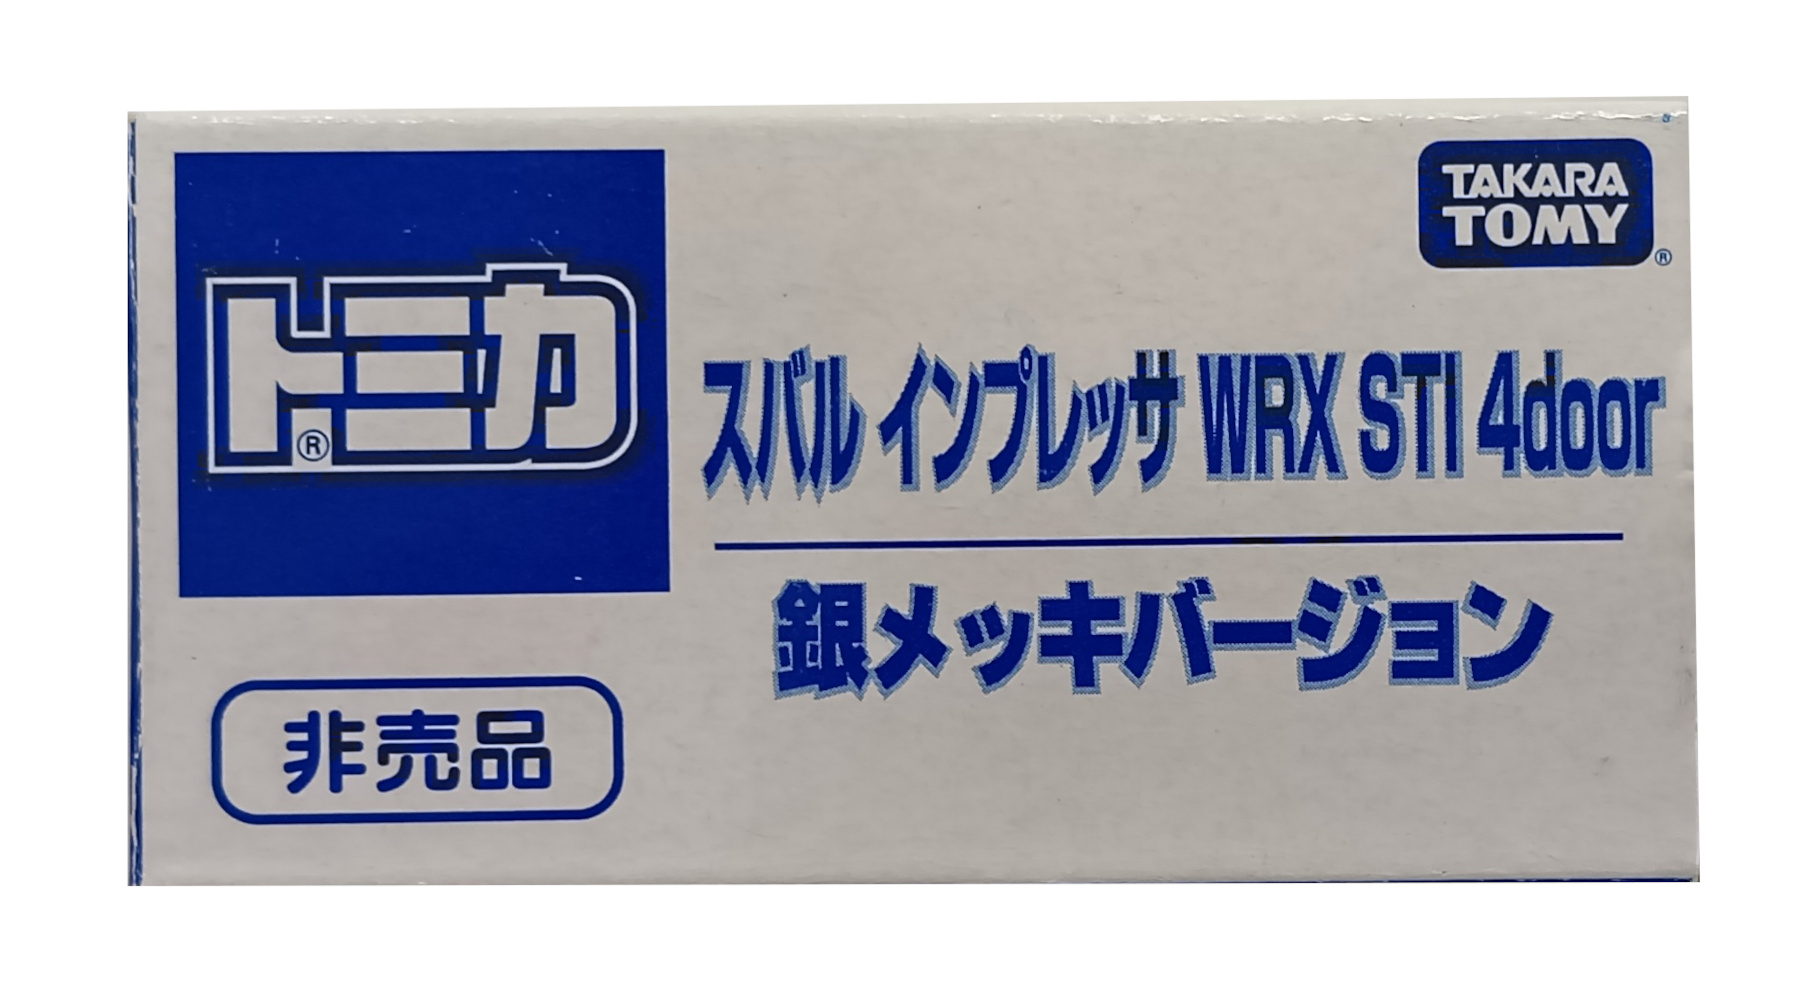 トミカ®
TAKARA
TOMY®
スバル インプレッサ WRX STI 4door
銀メッキバージョン
非売品